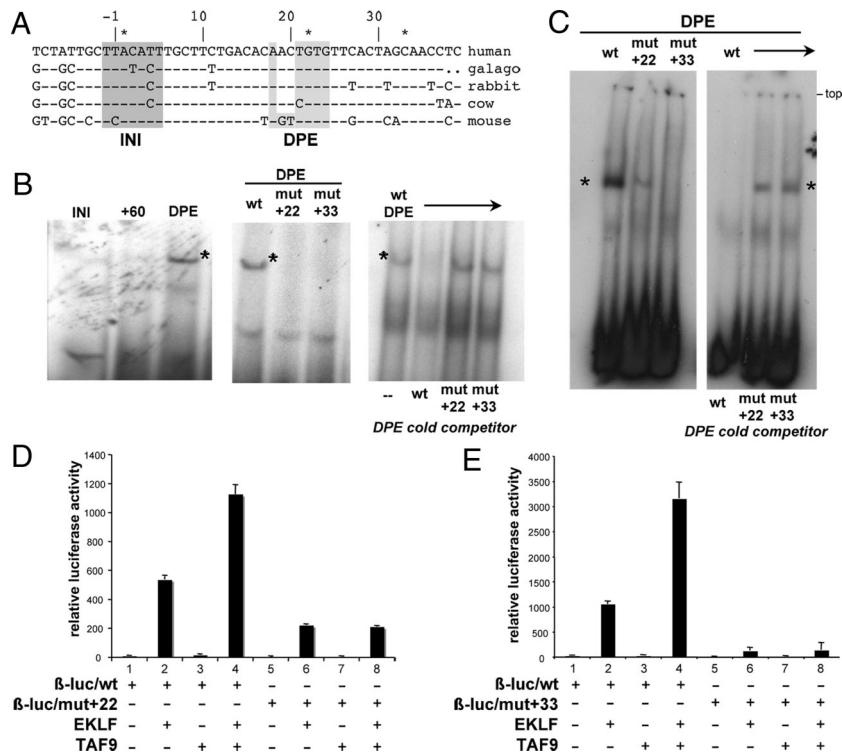 A
-1 10 20 30
* * *
TCTATTGCTTACATTTGCTTCTGACACAACTGTGTTCACTAGCAACCTC human
G--GC------T-C------T--------------------------.. galago
G--GC--------C------T---------------T---T-----C- rabbit
G--GC--------C----------------C---------------TA- cow
GT-GC--C--C----------------T-GT------G---CA------C- mouse
INI DPE
B
INI +60 DPE
*
DPE
wt mut +22 mut +33
*
wt DPE
*
-- wt mut +22 mut +33
DPE cold competitor
C
DPE
wt mut +22 mut +33
wt
top
*
*
wt mut +22 mut +33
DPE cold competitor
D
relative luciferase activity
1400
1200
1000
800
600
400
200
0
1 2 3 4 5 6 7 8
ß-luc/wt + + + + – – – –
ß-luc/mut+22 – – – – + + + +
EKLF – + – + – + – +
TAF9 – – + + – – + +
E
relative luciferase activity
4000
3500
3000
2500
2000
1500
1000
500
0
1 2 3 4 5 6 7 8
ß-luc/wt + + + + – – – –
ß-luc/mut+33 – – – – + + + +
EKLF – + – + – + – +
TAF9 – – + + – – + +